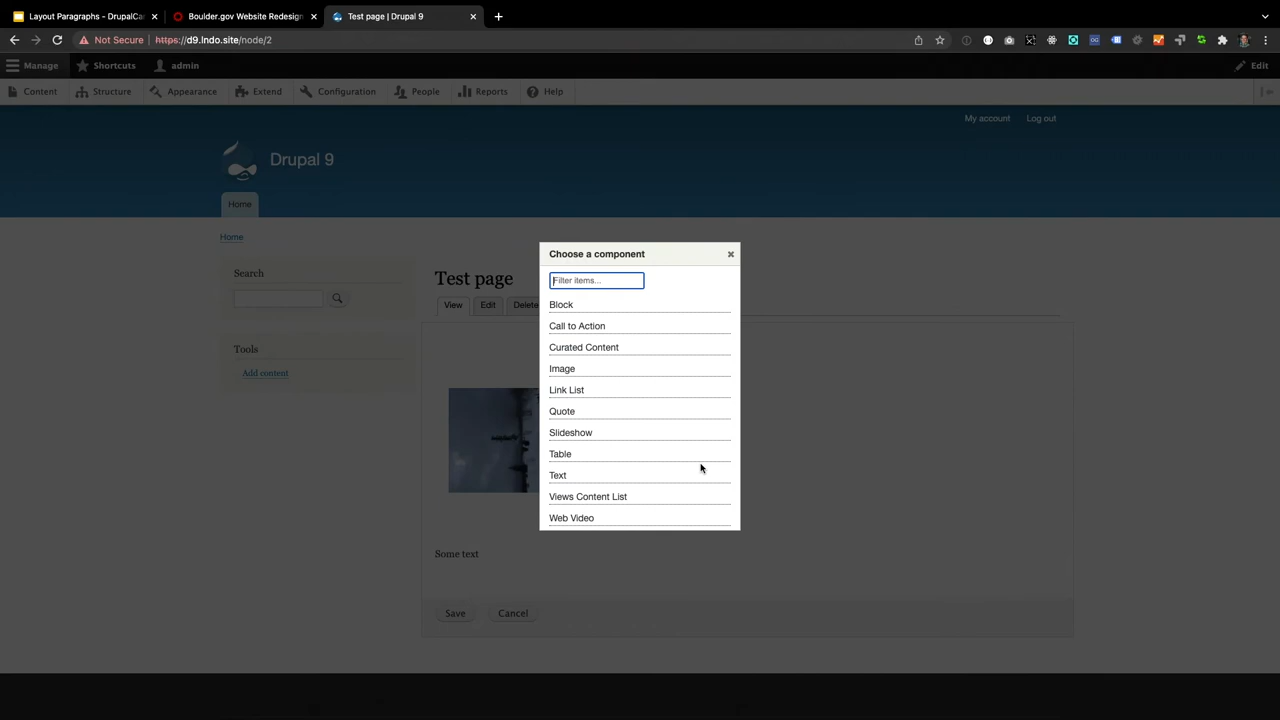 Layout Paragraphs - DrupalCa
Boulder.gov Website Redesign
Test page | Drupal 9
Not Secure
https://d9.lndo.site/node/2
Manage
Shortcuts
admin
Edit
Content
Structure
Appearance
Extend
Configuration
People
Reports
Help
My account
Log out
Drupal 9
Home
Home
Search
Tools
Add content
Test page
View
Edit
Delete
Choose a component
Filter items...
Block
Call to Action
Curated Content
Image
Link List
Quote
Slideshow
Table
Text
Views Content List
Web Video
Some text
Save
Cancel